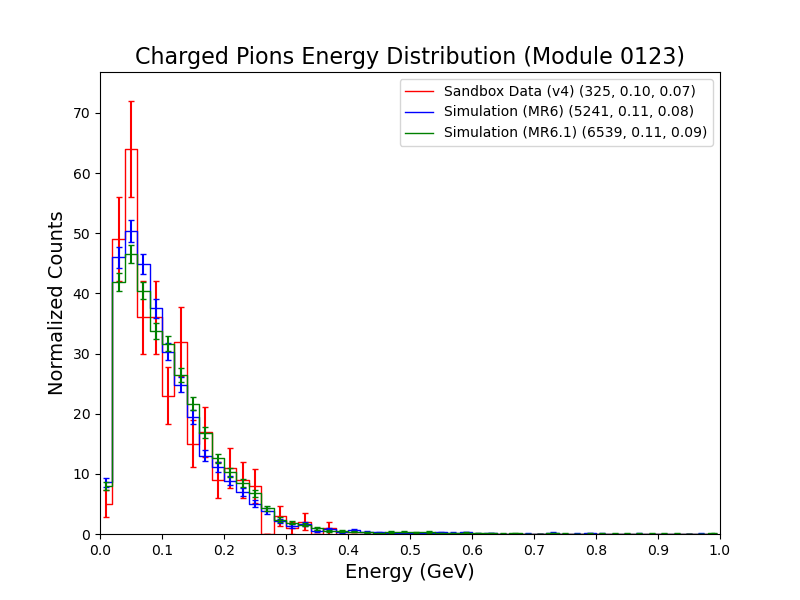 Charged Pions Energy Distribution (Module 0123)
Sandbox Data (v4) (325, 0.10, 0.07)
Simulation (MR6) (5241, 0.11, 0.08)
Simulation (MR6.1) (6539, 0.11, 0.09)
Normalized Counts
70
60
50
40
30
20
10
0
0.0 0.1 0.2 0.3 0.4 0.5 0.6 0.7 0.8 0.9 1.0
Energy (GeV)